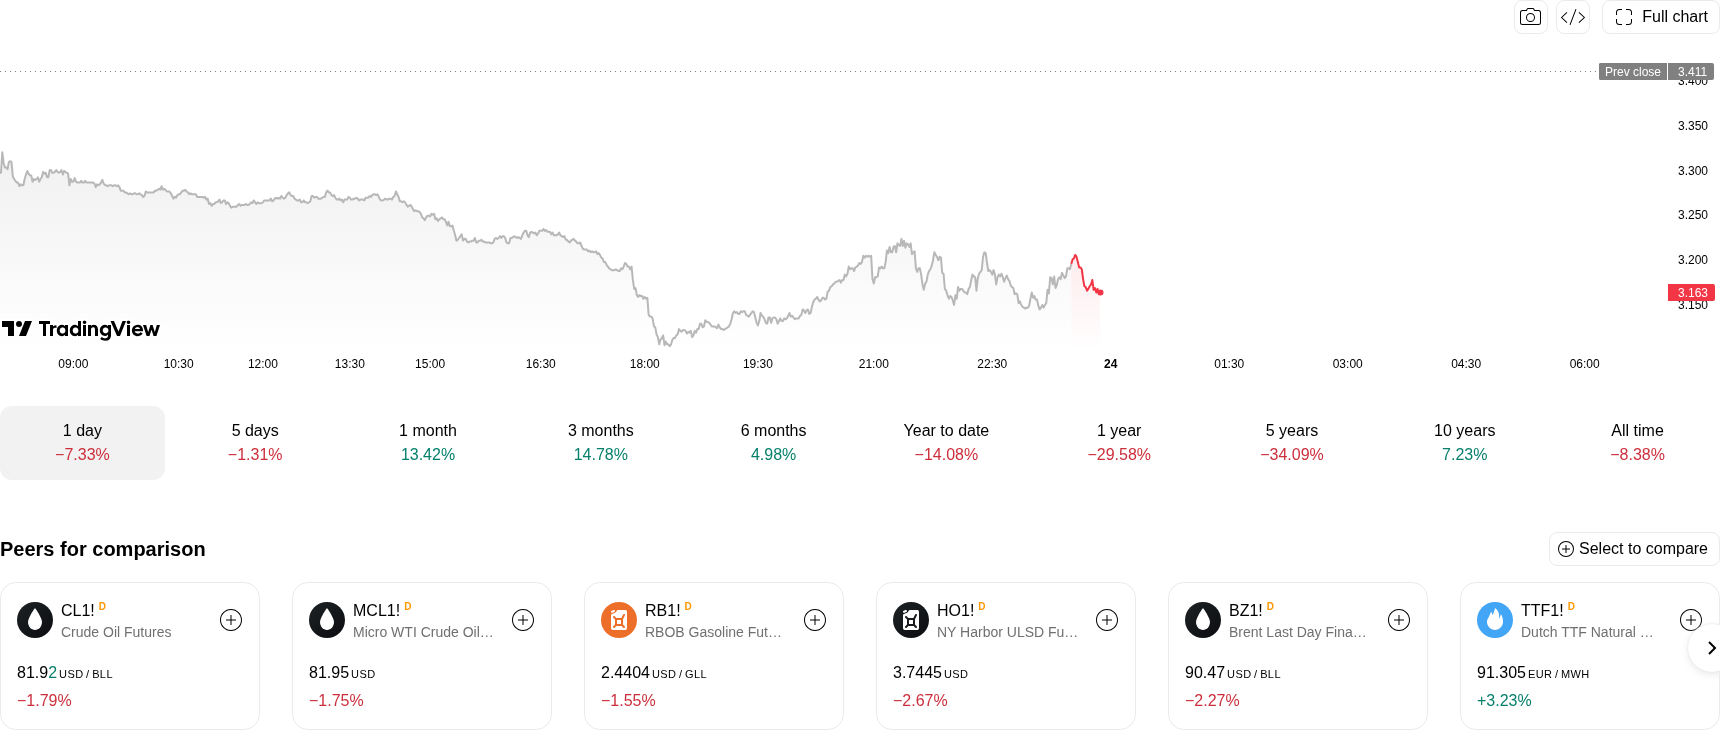 Full chart
Prev close 3.411
3.400
3.350
3.300
3.250
3.200
3.163
3.150
TradingView
09:00 10:30 12:00 13:30 15:00 16:30 18:00 19:30 21:00 22:30 24 01:30 03:00 04:30 06:00
1 day 5 days 1 month 3 months 6 months Year to date 1 year 5 years 10 years All time
−7.33% −1.31% 13.42% 14.78% 4.98% −14.08% −29.58% −34.09% 7.23% −8.38%
Peers for comparison
Select to compare
CL1! D
Crude Oil Futures
81.92 USD / BLL
−1.79%
MCL1! D
Micro WTI Crude Oil…
81.95 USD
−1.75%
RB1! D
RBOB Gasoline Fut…
2.4404 USD / GLL
−1.55%
HO1! D
NY Harbor ULSD Fu…
3.7445 USD
−2.67%
BZ1! D
Brent Last Day Fina…
90.47 USD / BLL
−2.27%
TTF1! D
Dutch TTF Natural …
91.305 EUR / MWH
+3.23%